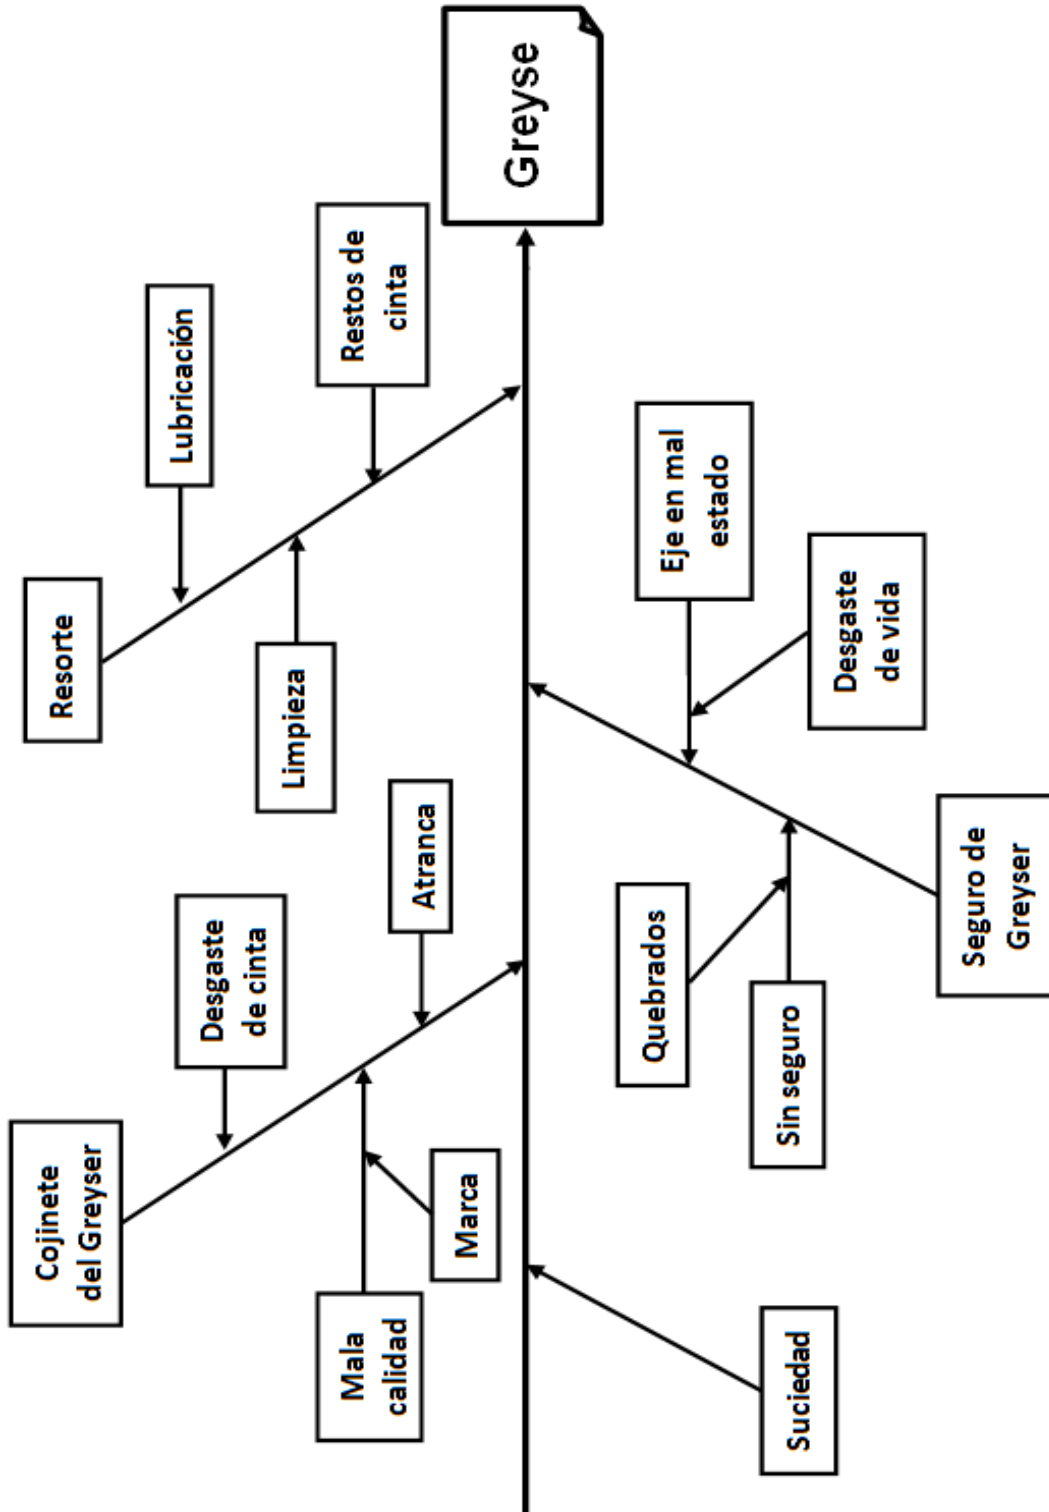 Cojinete
del Greyser
Desgaste
de cinta
Mala
calidad
Marca
Atranca
Resorte
Lubricación
Limpieza
Restos de
cinta
Greyse
Suciedad
Quebrados
Sin seguro
Seguro de
Greyser
Eje en mal
estado
Desgaste
de vida